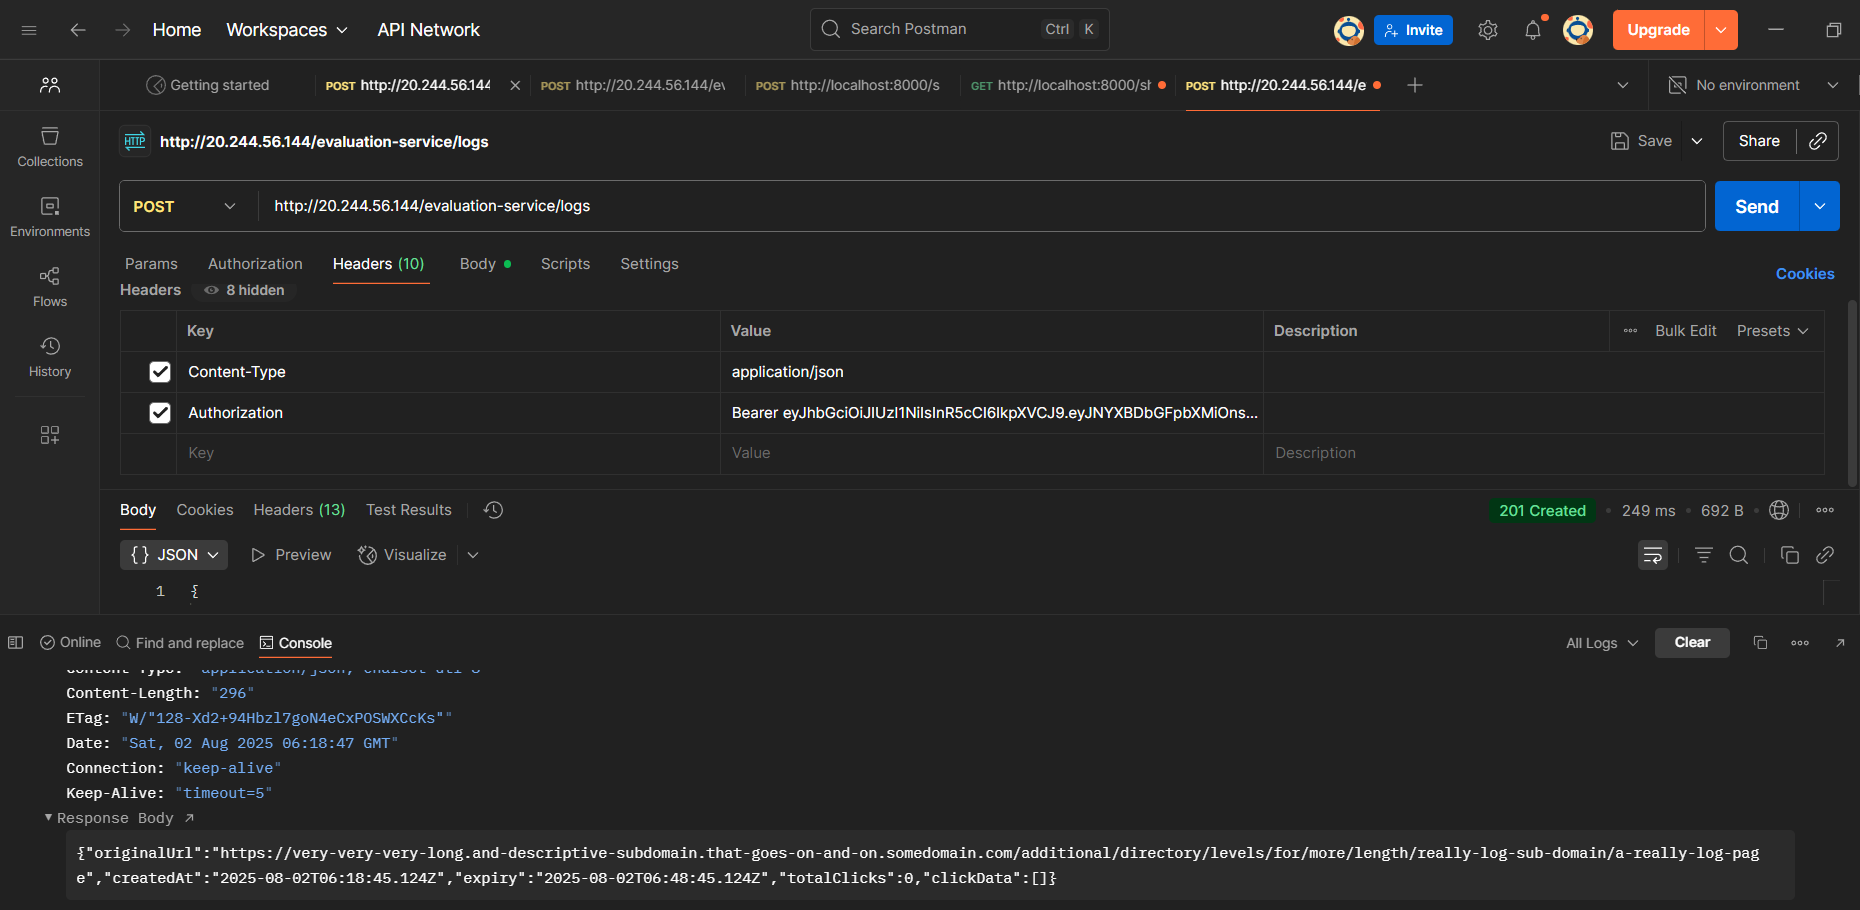 Home Workspaces API Network Search Postman Ctrl K Invite Upgrade
Getting started POST http://20.244.56.144 POST http://20.244.56.144/ev POST http://localhost:8000/s GET http://localhost:8000/sh POST http://20.244.56.144/e No environment
HTTP http://20.244.56.144/evaluation-service/logs Save Share
Collections
POST http://20.244.56.144/evaluation-service/logs Send
Environments
Params Authorization Headers (10) Body Scripts Settings
Cookies
Headers 8 hidden
Flows
Key Value Description Bulk Edit Presets
History
Content-Type application/json
Authorization Bearer eyJhbGciOiJIUzI1NiIsInR5cCI6IkpXVCJ9.eyJNYXBDbGFpbXMiOns...
Key Value Description
Body Cookies Headers (13) Test Results 201 Created 249 ms 692 B
{} JSON Preview Visualize
1 {
Online Find and replace Console All Logs Clear
Content-Type: "application/json; charset=utf-8"
Content-Length: "296"
ETag: "W/"128-Xd2+94Hbzl7goN4eCxPOSWXCcKs""
Date: "Sat, 02 Aug 2025 06:18:47 GMT"
Connection: "keep-alive"
Keep-Alive: "timeout=5"
Response Body
{"originalUrl":"https://very-very-very-long.and-descriptive-subdomain.that-goes-on-and-on.somedomain.com/additional/directory/levels/for/more/length/really-log-sub-domain/a-really-log-pag
e","createdAt":"2025-08-02T06:18:45.124Z","expiry":"2025-08-02T06:48:45.124Z","totalClicks":0,"clickData":[]}